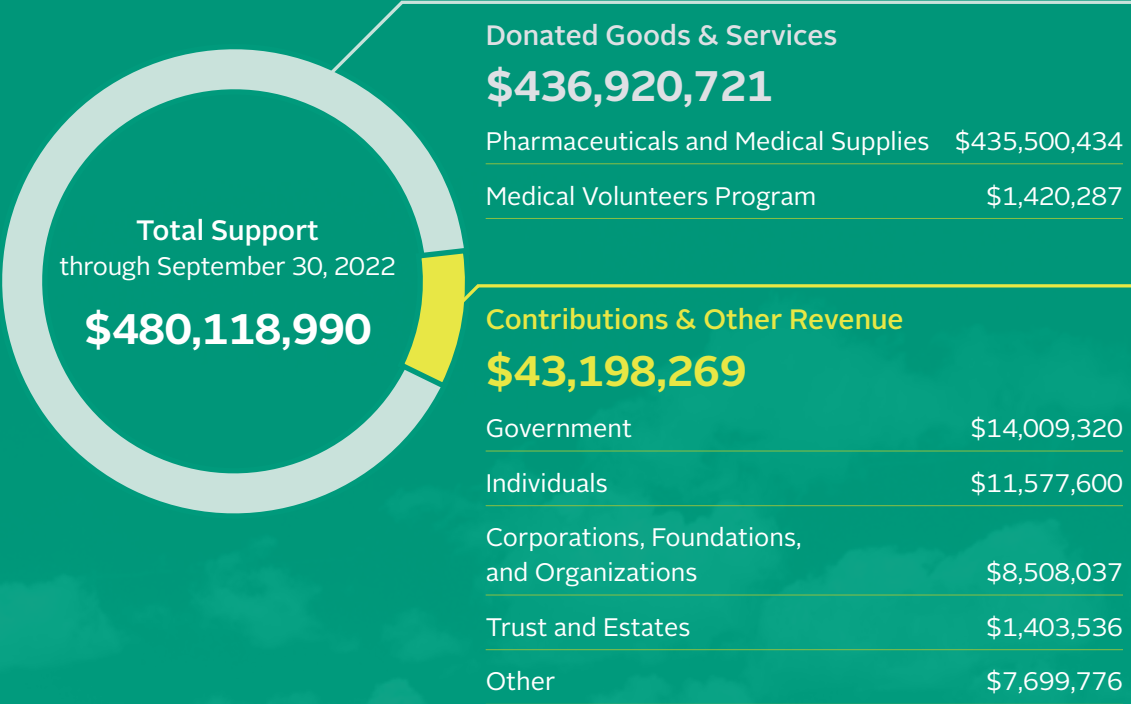 Total Support
through September 30, 2022
$480,118,990
Donated Goods & Services
$436,920,721
Pharmaceuticals and Medical Supplies $435,500,434
Medical Volunteers Program $1,420,287
Contributions & Other Revenue
$43,198,269
Government $14,009,320
Individuals $11,577,600
Corporations, Foundations,
and Organizations $8,508,037
Trust and Estates $1,403,536
Other $7,699,776